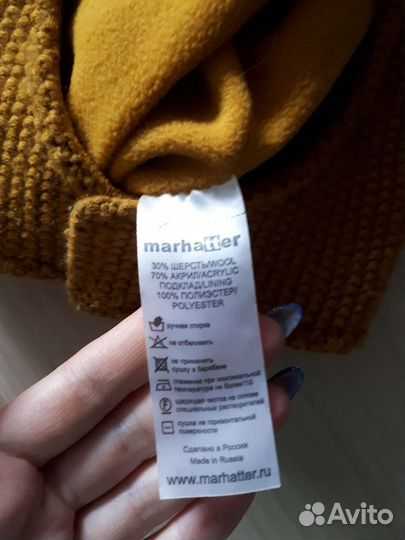 marhatter
30% ШЕРСТЬ/WOOL
70% АКРИЛ/ACRYLIC
ПОДКЛАД/LINING
100% ПОЛИЭСТЕР/
POLYESTER
ручная стирка
не отбеливать
не применять
сушку в барабане
глажение при максимальной
температуре не более110
щадящая чистка на основе
специальных растворителей
сушка на горизонтальной
поверхности
Сделано в России
Made in Russia
www.marhatter.ru
Avito